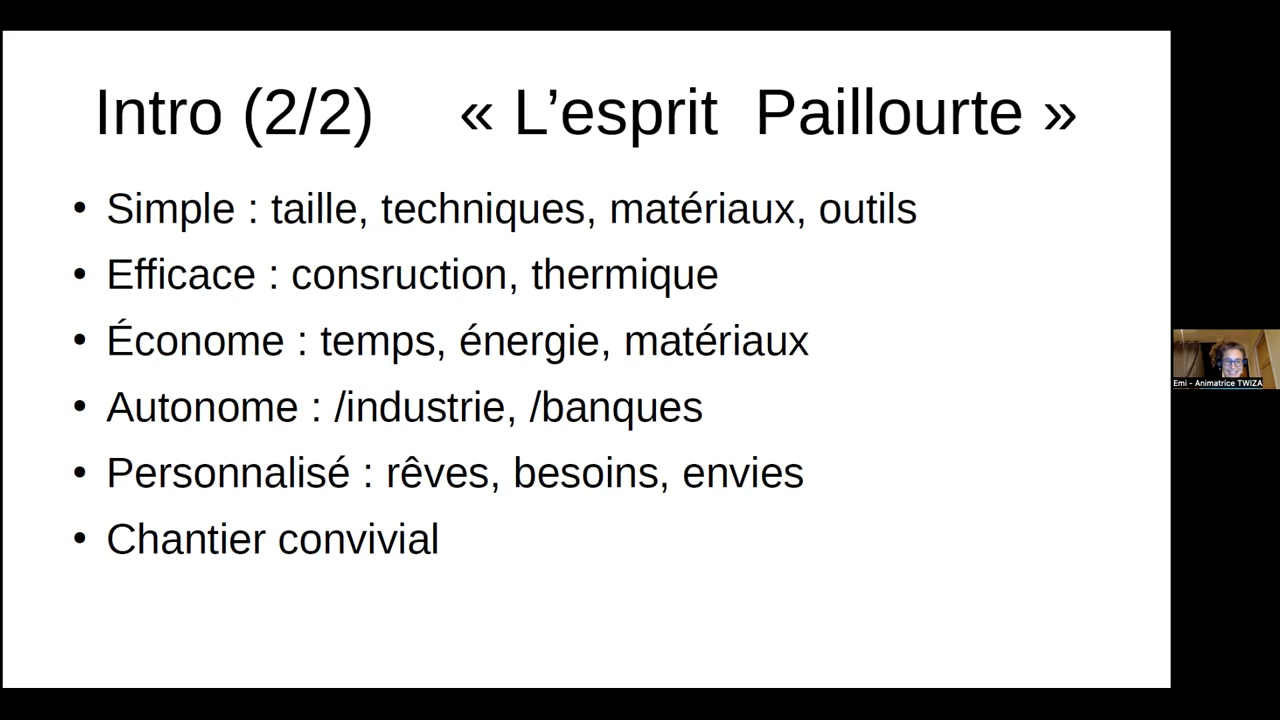 Intro (2/2) « L’esprit Paillourte »
• Simple : taille, techniques, matériaux, outils
• Efficace : consruction, thermique
• Économe : temps, énergie, matériaux
• Autonome : /industrie, /banques
• Personnalisé : rêves, besoins, envies
• Chantier convivial
Emi - Animatrice TWIZA